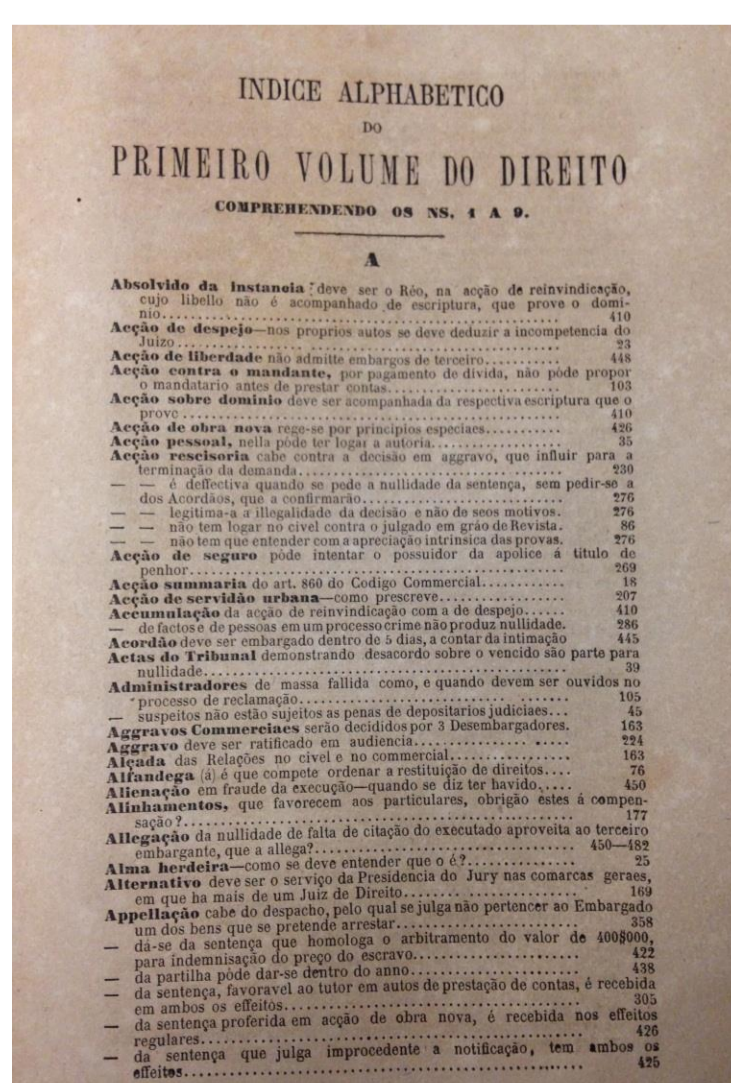 INDICE ALPHABETICO
DO
PRIMEIRO VOLUME DO DIREITO
COMPREHENDENDO OS NS. 1 A 9.
A
Absolvido da instancia deve ser o Réo, na acção de reinvindicação,
cujo libello não é acompanhado de escriptura, que prove o domi-
nio........................................................ 410
Acção de despejo—nos proprios autos se deve deduzir a incompetencia do
Juizo........................................................ 23
Acção de liberdade não admitte embargos de terceiro........... 448
Acção contra o mandante, por pagamento de divida, não póde propor
o mandatario antes de prestar contas......................... 103
Acção sobre dominio deve ser acompanhada da respectiva escriptura que o
prove........................................................ 410
Acção de obra nova rege-se por principios especiaes........... 426
Acção pessoal, nella póde ter logar a autoria.................. 35
Acção rescisoria cabe contra a decisão em aggravo, que influir para a
terminação da demanda........................................ 230
— — é deffectiva quando se pede a nullidade da sentença, sem pedir-se a
dos Acordãos, que a confirmarão.............................. 276
— — legitima-a a illegalidade da decisão e não de seos motivos. 276
— — não tem logar no civel contra o julgado em gráo de Revista. 86
— — não tem que entender com a apreciação intrinsica das provas. 276
Acção de seguro póde intentar o possuidor da apolice á titulo de
penhor....................................................... 269
Acção summaria do art. 860 do Codigo Commercial............ 18
Acção de servidão urbana—como prescreve.................. 207
Accumulação da acção de reinvindicação com a de despejo...... 410
— de factos e de pessoas em um processo crime não produz nullidade. 286
Acordão deve ser embargado dentro de 5 dias, a contar da intimação 445
Actas do Tribunal demonstrando desacordo sobre o vencido são parte para
nullidade.................................................... 39
Administradores de massa fallida como, e quando devem ser ouvidos no
processo de reclamação....................................... 105
— suspeitos não estão sujeitos as penas de depositarios judiciaes... 45
Aggravos Commerciaes serão decididos por 3 Desembargadores. 163
Aggravo deve ser ratificado em audiencia...................... 224
Alçada das Relações no civel e no commercial.................. 163
Alfandega (á) é que compete ordenar a restituição de direitos.... 76
Alienação em fraude da execução—quando se diz ter havido..... 450
Alinhamentos, que favorecem aos particulares, obrigão estes á compen-
sação?....................................................... 177
Allegação da nullidade de falta de citação do executado aproveita ao terceiro
embargante, que a allega?................................ 450—482
Alma herdeira—como se deve entender que o é?............... 25
Alternativo deve ser o serviço da Presidencia do Jury nas comarcas geraes,
em que ha mais de um Juiz de Direito......................... 169
Appellação cabe do despacho, pelo qual se julga não pertencer ao Embargado
um dos bens que se pretende arrestar......................... 358
— dá-se da sentença que homologa o arbitramento do valor de 400$000,
para indemnisação do preço do escravo........................ 422
— da partilha póde dar-se dentro do anno...................... 438
— da sentença, favoravel ao tutor em autos de prestação de contas, é recebida
em ambos os effeitos......................................... 305
— da sentença proferida em acção de obra nova, é recebida nos effeitos
regulares.................................................... 426
— da sentença que julga improcedente a notificação, tem ambos os
effeitos..................................................... 425